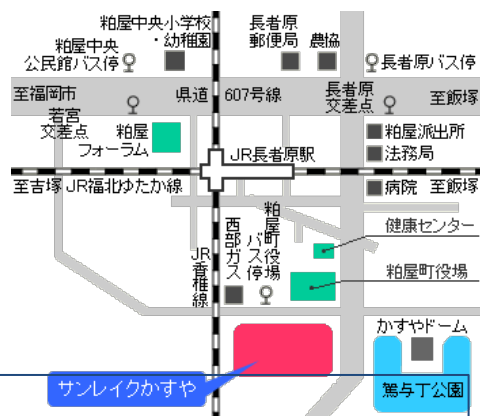 粕屋中央小学校
・幼稚園
長者原
郵便局
農協
粕屋中央
公民館バス停
長者原バス停
至福岡市
県道
607号線
長者原
交差点
至飯塚
若宮
交差点
粕屋
フォーラム
粕屋派出所
法務局
JR長者原駅
至吉塚
JR福北ゆたか線
病院
至飯塚
西部ガス
粕屋町役場
バス停
健康センター
粕屋町役場
JR香椎線
かすやドーム
サンレイクかすや
駕与丁公園